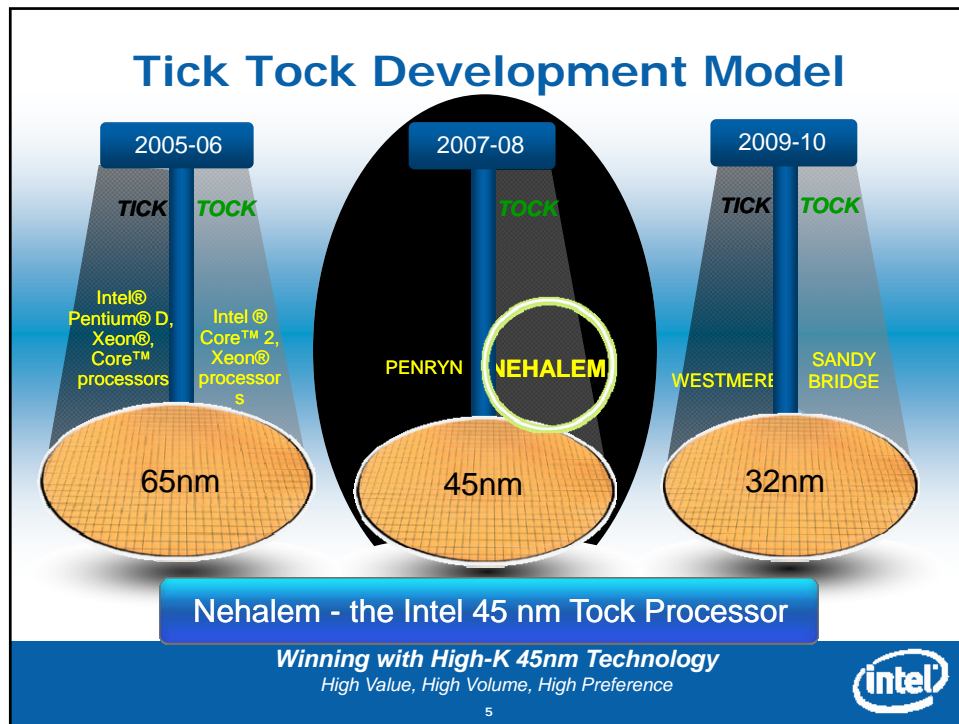 Tick Tock Development Model
2005-06
TICK
TOCK
Intel®
Pentium® D,
Xeon®,
Core™
processors
Intel ®
Core™ 2,
Xeon®
processor
s
65nm
2007-08
TOCK
PENRYN
NEHALEM
45nm
2009-10
TICK
TOCK
WESTMERE
SANDY
BRIDGE
32nm
Nehalem - the Intel 45 nm Tock Processor
Winning with High-K 45nm Technology
High Value, High Volume, High Preference
5
intel